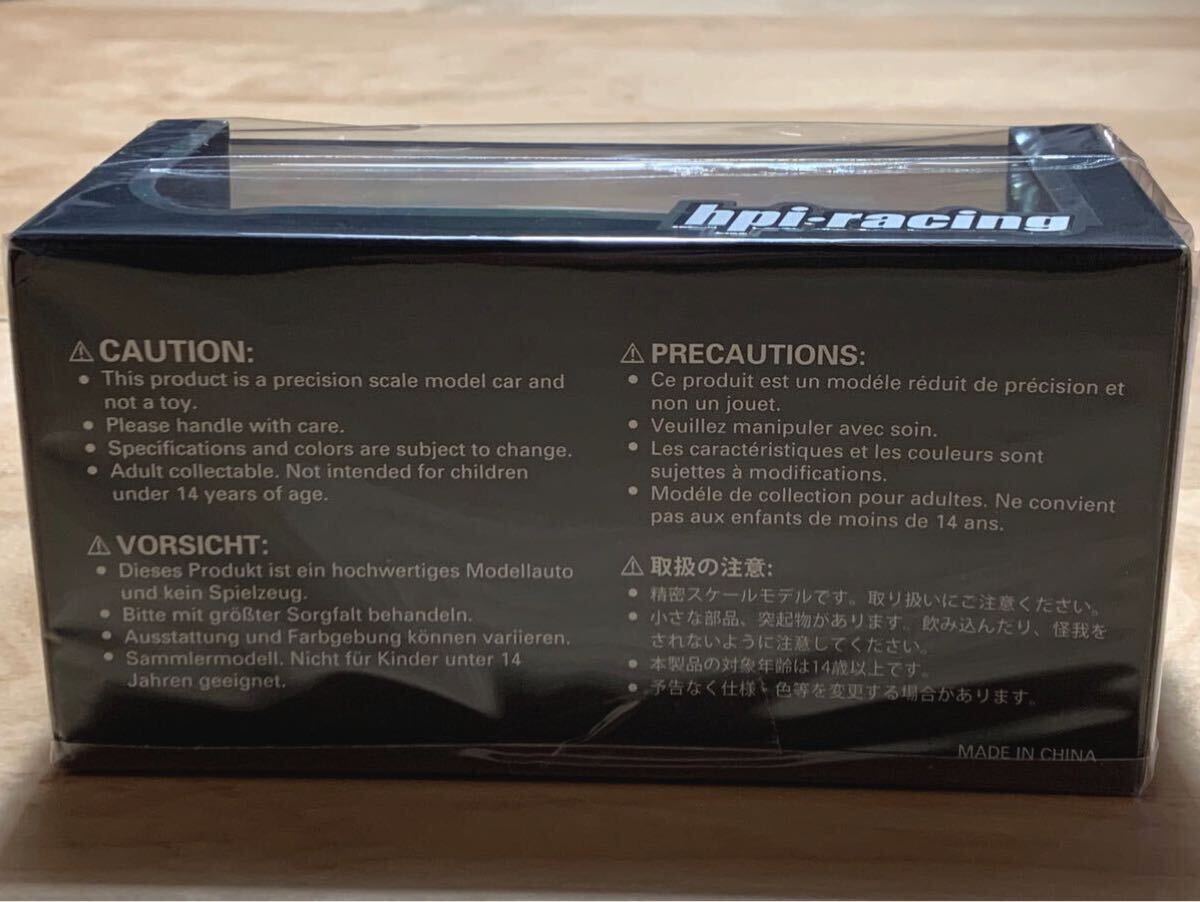 hpi·racing
⚠ CAUTION:
• This product is a precision scale model car and
not a toy.
• Please handle with care.
• Specifications and colors are subject to change.
• Adult collectable. Not intended for children
under 14 years of age.
⚠ VORSICHT:
• Dieses Produkt ist ein hochwertiges Modellauto
und kein Spielzeug.
• Bitte mit größter Sorgfalt behandeln.
• Ausstattung und Farbgebung können variieren.
• Sammlermodell. Nicht für Kinder unter 14
Jahren geeignet.
⚠ PRECAUTIONS:
• Ce produit est un modéle réduit de précision et
non un jouet.
• Veuillez manipuler avec soin.
• Les caractéristiques et les couleurs sont
sujettes à modifications.
• Modéle de collection pour adultes. Ne convient
pas aux enfants de moins de 14 ans.
⚠ 取扱の注意:
• 精密スケールモデルです。取り扱いにご注意ください。
• 小さな部品、突起物があります。飲み込んだり、怪我を
されないように注意してください。
• 本製品の対象年齢は14歳以上です。
• 予告なく仕様・色等を変更する場合があります。
MADE IN CHINA